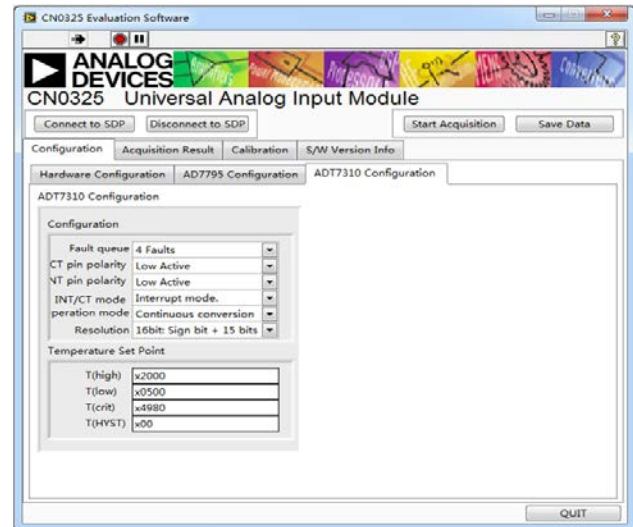 CN0325 Evaluation Software
ANALOG
DEVICES
CN0325 Universal Analog Input Module
Connect to SDP Disconnect to SDP Start Acquisition Save Data
Configuration Acquisition Result Calibration S/W Version Info
Hardware Configuration AD7795 Configuration ADT7310 Configuration
ADT7310 Configuration
Configuration
Fault queue 4 Faults
CT pin polarity Low Active
NT pin polarity Low Active
INT/CT mode Interrupt mode.
peration mode Continuous conversion
Resolution 16bit: Sign bit + 15 bits
Temperature Set Point
T(high) x2000
T(low) x0500
T(crit) x4980
T(HYST) x00
QUIT